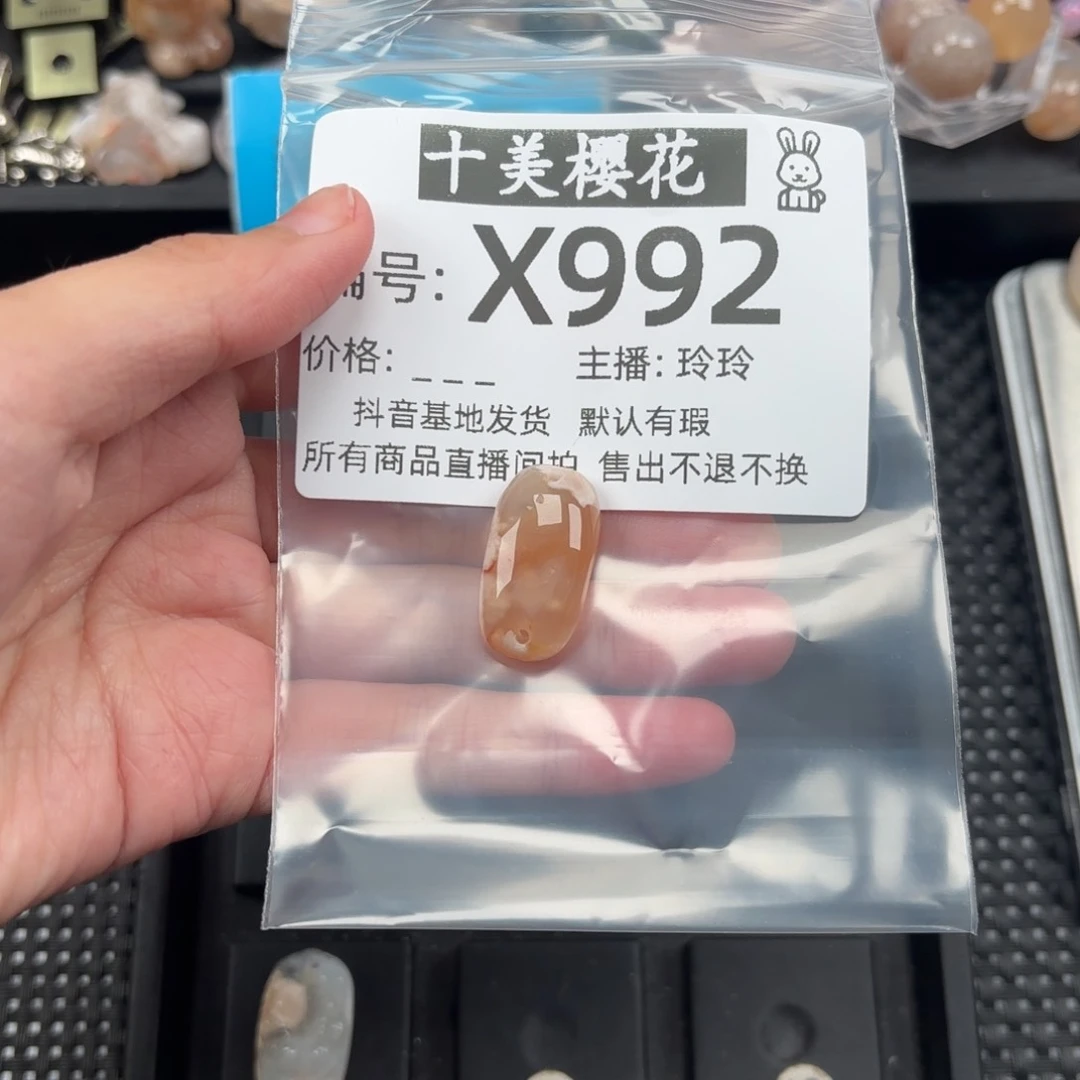 十美樱花
编号: X992
价格: _ _ _ 主播: 玲玲
抖音基地发货 默认有瑕
所有商品直播间拍 售出不退不换